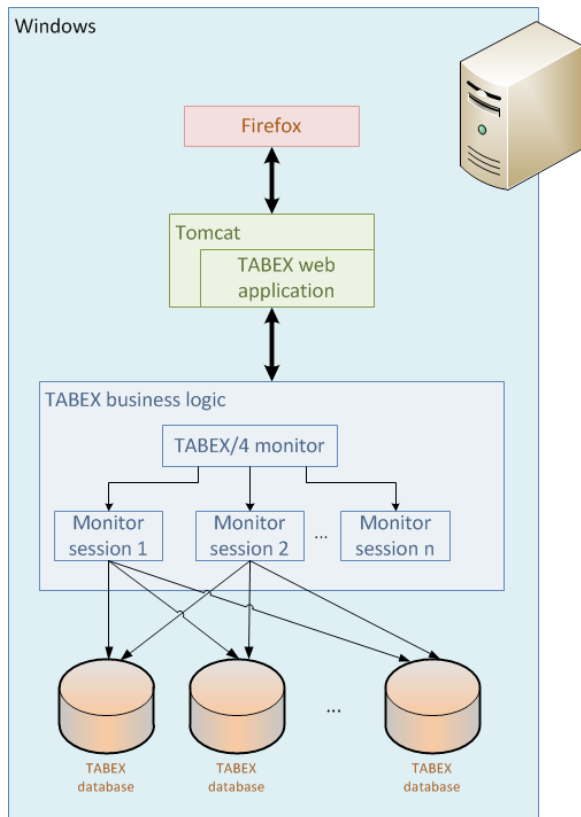 Windows
Firefox
Tomcat
TABEX web
application
TABEX business logic
TABEX/4 monitor
Monitor
session 1
Monitor
session 2
...
Monitor
session n
...
TABEX
database
TABEX
database
TABEX
database